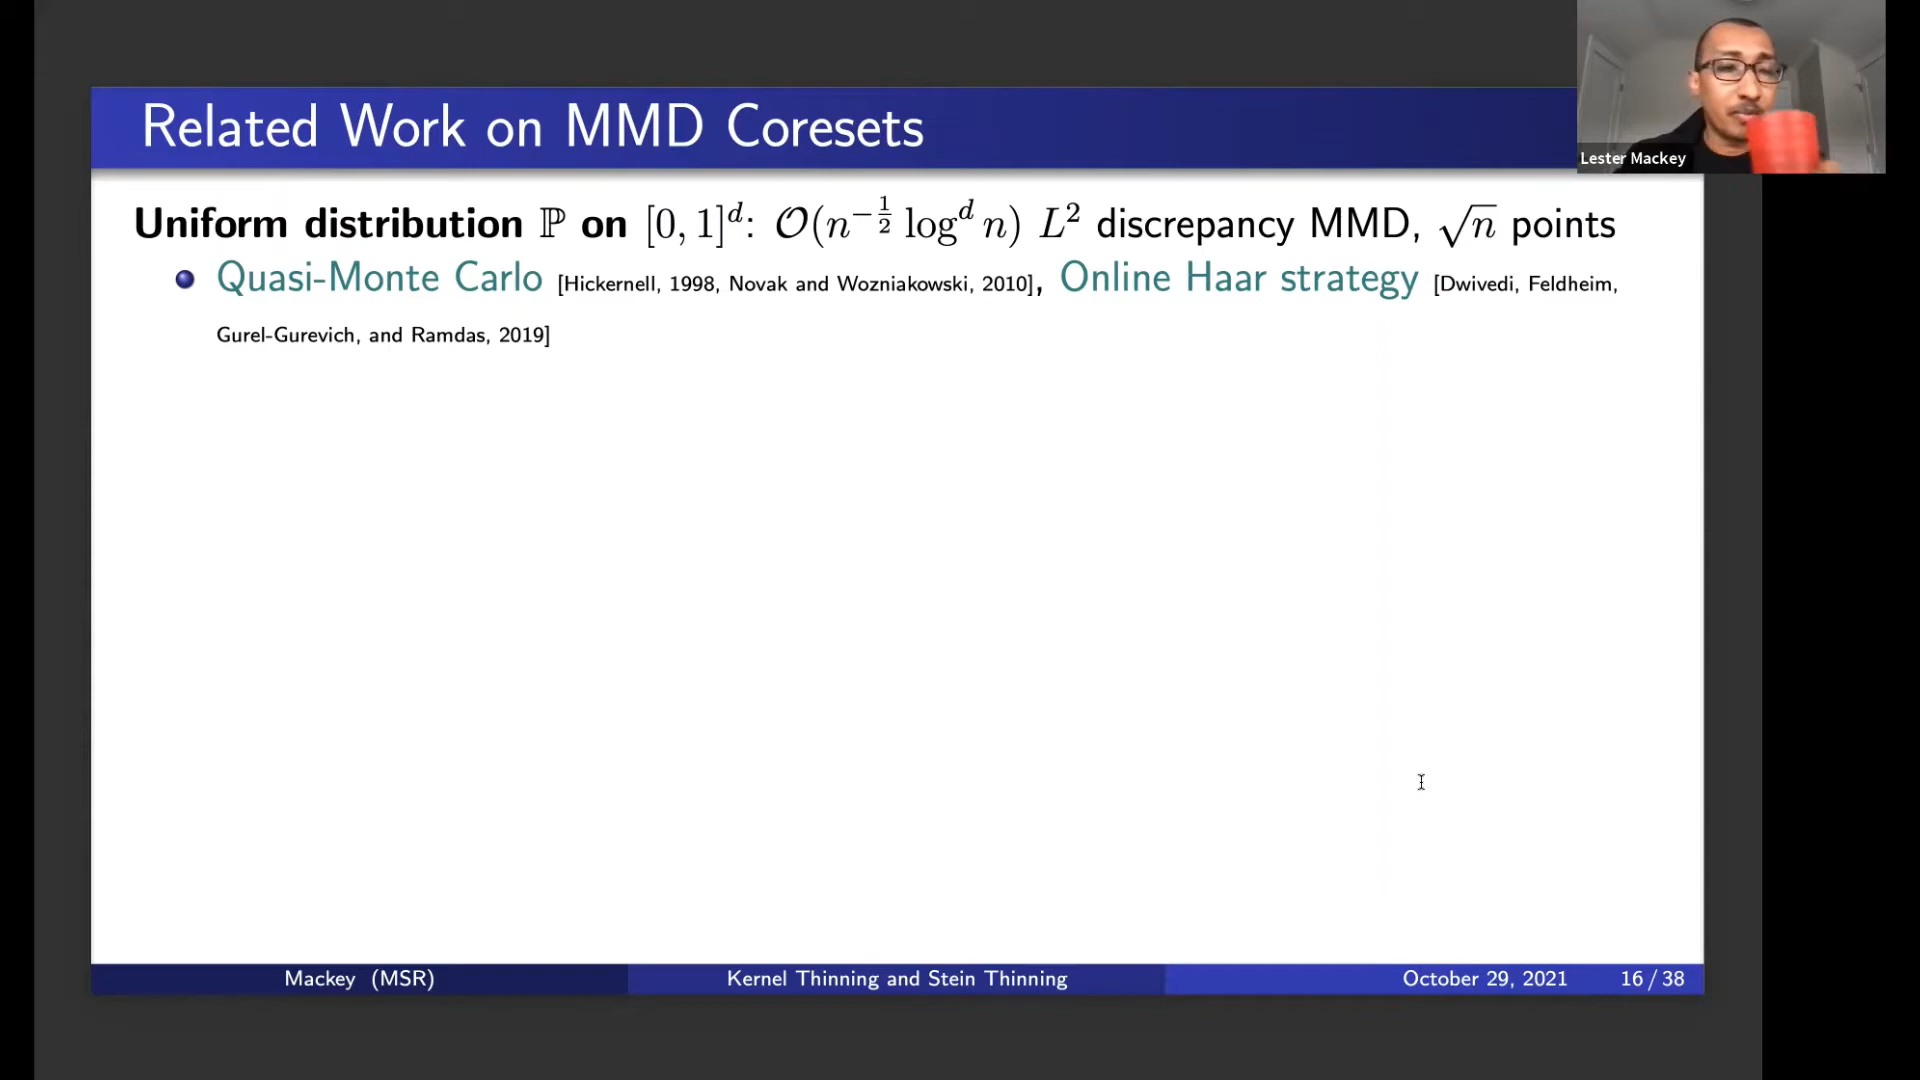 Related Work on MMD Coresets
Lester Mackey
Uniform distribution ℙ on [0, 1]^d: 𝒪(n^{-1/2} log^d n) L^2 discrepancy MMD, √n points
Quasi-Monte Carlo [Hickernell, 1998, Novak and Wozniakowski, 2010], Online Haar strategy [Dwivedi, Feldheim,
Gurel-Gurevich, and Ramdas, 2019]
Mackey (MSR) Kernel Thinning and Stein Thinning October 29, 2021 16 / 38